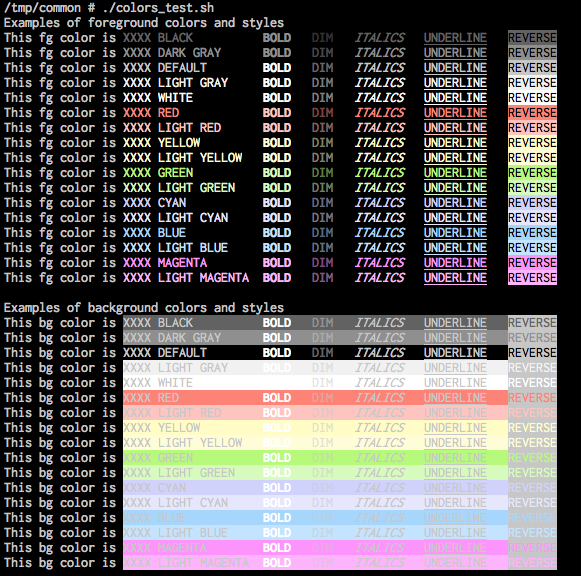 /tmp/common # ./colors_test.sh
Examples of foreground colors and styles
This fg color is XXXX BLACK BOLD DIM ITALICS UNDERLINE REVERSE
This fg color is XXXX DARK GRAY BOLD DIM ITALICS UNDERLINE REVERSE
This fg color is XXXX DEFAULT BOLD DIM ITALICS UNDERLINE REVERSE
This fg color is XXXX LIGHT GRAY BOLD DIM ITALICS UNDERLINE REVERSE
This fg color is XXXX WHITE BOLD DIM ITALICS UNDERLINE REVERSE
This fg color is XXXX RED BOLD DIM ITALICS UNDERLINE REVERSE
This fg color is XXXX LIGHT RED BOLD DIM ITALICS UNDERLINE REVERSE
This fg color is XXXX YELLOW BOLD DIM ITALICS UNDERLINE REVERSE
This fg color is XXXX LIGHT YELLOW BOLD DIM ITALICS UNDERLINE REVERSE
This fg color is XXXX GREEN BOLD DIM ITALICS UNDERLINE REVERSE
This fg color is XXXX LIGHT GREEN BOLD DIM ITALICS UNDERLINE REVERSE
This fg color is XXXX CYAN BOLD DIM ITALICS UNDERLINE REVERSE
This fg color is XXXX LIGHT CYAN BOLD DIM ITALICS UNDERLINE REVERSE
This fg color is XXXX BLUE BOLD DIM ITALICS UNDERLINE REVERSE
This fg color is XXXX LIGHT BLUE BOLD DIM ITALICS UNDERLINE REVERSE
This fg color is XXXX MAGENTA BOLD DIM ITALICS UNDERLINE REVERSE
This fg color is XXXX LIGHT MAGENTA BOLD DIM ITALICS UNDERLINE REVERSE
Examples of background colors and styles
This bg color is XXXX BLACK BOLD DIM ITALICS UNDERLINE REVERSE
This bg color is XXXX DARK GRAY BOLD DIM ITALICS UNDERLINE REVERSE
This bg color is XXXX DEFAULT BOLD DIM ITALICS UNDERLINE REVERSE
This bg color is XXXX LIGHT GRAY BOLD DIM ITALICS UNDERLINE REVERSE
This bg color is XXXX WHITE DIM ITALICS UNDERLINE REVERSE
This bg color is XXXX RED BOLD DIM ITALICS UNDERLINE REVERSE
This bg color is XXXX LIGHT RED BOLD DIM ITALICS UNDERLINE REVERSE
This bg color is XXXX YELLOW BOLD DIM ITALICS UNDERLINE REVERSE
This bg color is XXXX LIGHT YELLOW BOLD DIM ITALICS UNDERLINE REVERSE
This bg color is XXXX GREEN BOLD DIM ITALICS UNDERLINE REVERSE
This bg color is XXXX LIGHT GREEN BOLD DIM ITALICS UNDERLINE REVERSE
This bg color is XXXX CYAN BOLD DIM ITALICS UNDERLINE REVERSE
This bg color is XXXX LIGHT CYAN BOLD DIM ITALICS UNDERLINE REVERSE
This bg color is XXXX BLUE BOLD DIM ITALICS UNDERLINE REVERSE
This bg color is XXXX LIGHT BLUE BOLD DIM ITALICS UNDERLINE REVERSE
This bg color is XXXX MAGENTA BOLD DIM ITALICS UNDERLINE REVERSE
This bg color is XXXX LIGHT MAGENTA BOLD DIM ITALICS UNDERLINE REVERSE